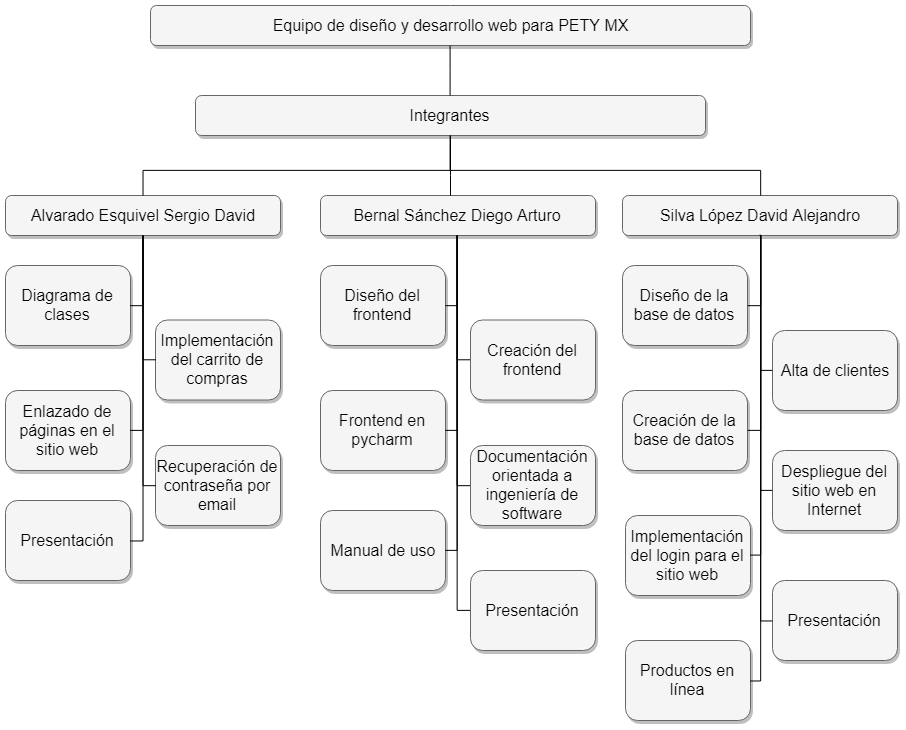 Equipo de diseño y desarrollo web para PETY MX
Integrantes
Alvarado Esquivel Sergio David
Diagrama de
clases
Implementación
del carrito de
compras
Enlazado de
páginas en el
sitio web
Recuperación de
contraseña por
email
Presentación
Bernal Sánchez Diego Arturo
Diseño del
frontend
Creación del
frontend
Frontend en
pycharm
Documentación
orientada a
ingeniería de
software
Manual de uso
Presentación
Silva López David Alejandro
Diseño de la
base de datos
Alta de clientes
Creación de la
base de datos
Despliegue del
sitio web en
Internet
Implementación
del login para el
sitio web
Presentación
Productos en
línea